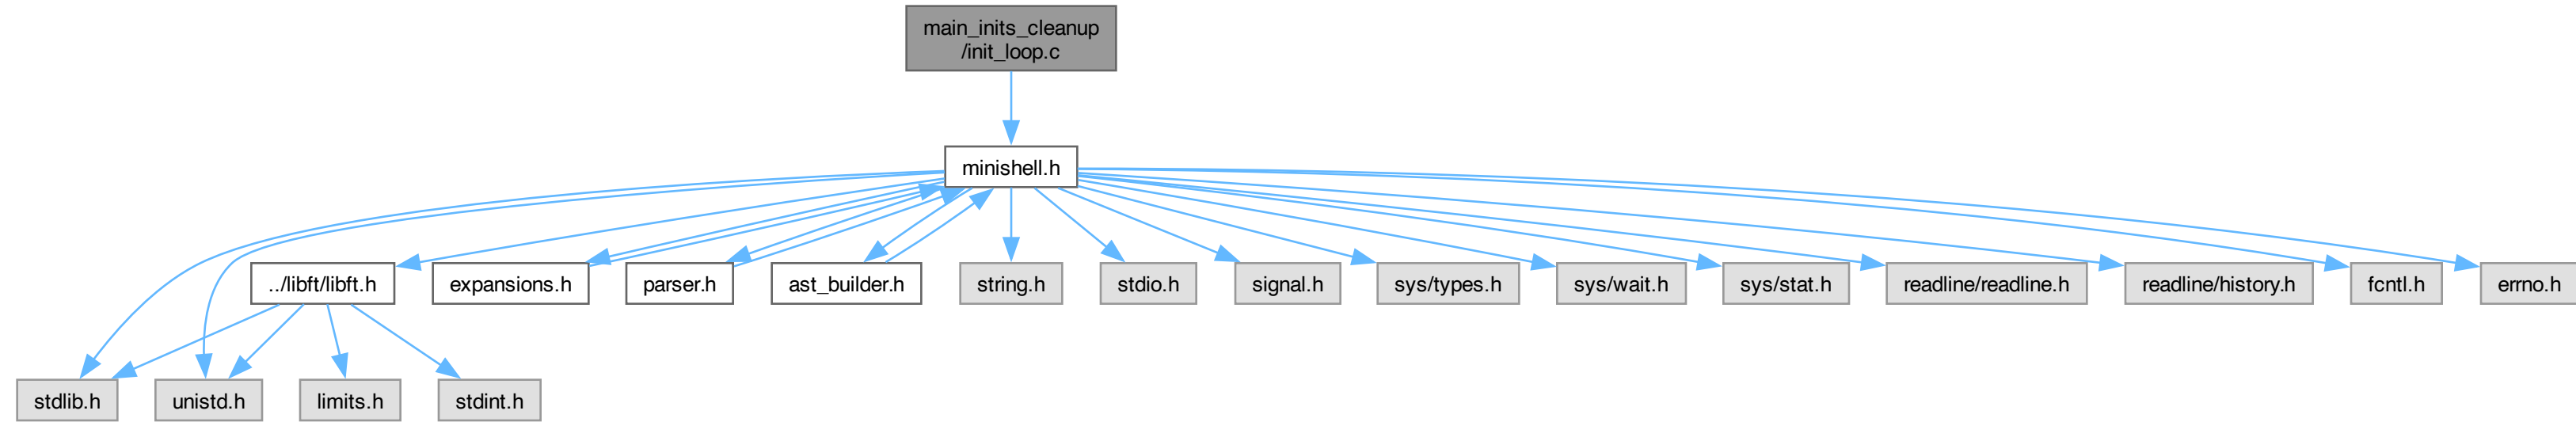 main_inits_cleanup
/init_loop.c
minishell.h
../libft/libft.h
expansions.h
parser.h
ast_builder.h
string.h
stdio.h
signal.h
sys/types.h
sys/wait.h
sys/stat.h
readline/readline.h
readline/history.h
fcntl.h
errno.h
stdlib.h
unistd.h
limits.h
stdint.h